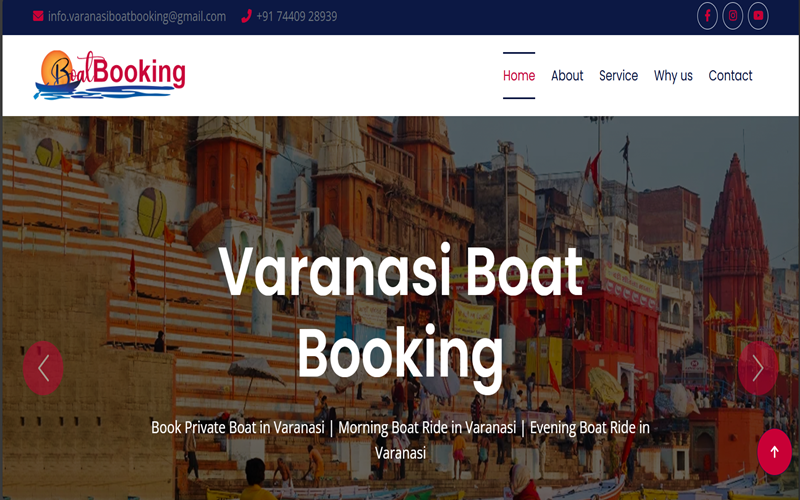 info.varanasiboatbooking@gmail.com +91 74409 28939
BoatBooking
Home About Service Why us Contact
Varanasi Boat
Booking
Book Private Boat in Varanasi | Morning Boat Ride in Varanasi | Evening Boat Ride in
Varanasi